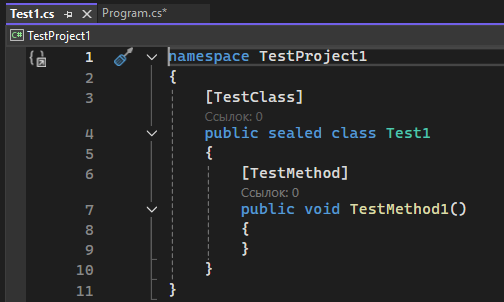 Test1.cs Program.cs*
TestProject1
1 namespace TestProject1
2 {
3 [TestClass]
Ссылок: 0
4 public sealed class Test1
5 {
6 [TestMethod]
Ссылок: 0
7 public void TestMethod1()
8 {
9 }
10 }
11 }